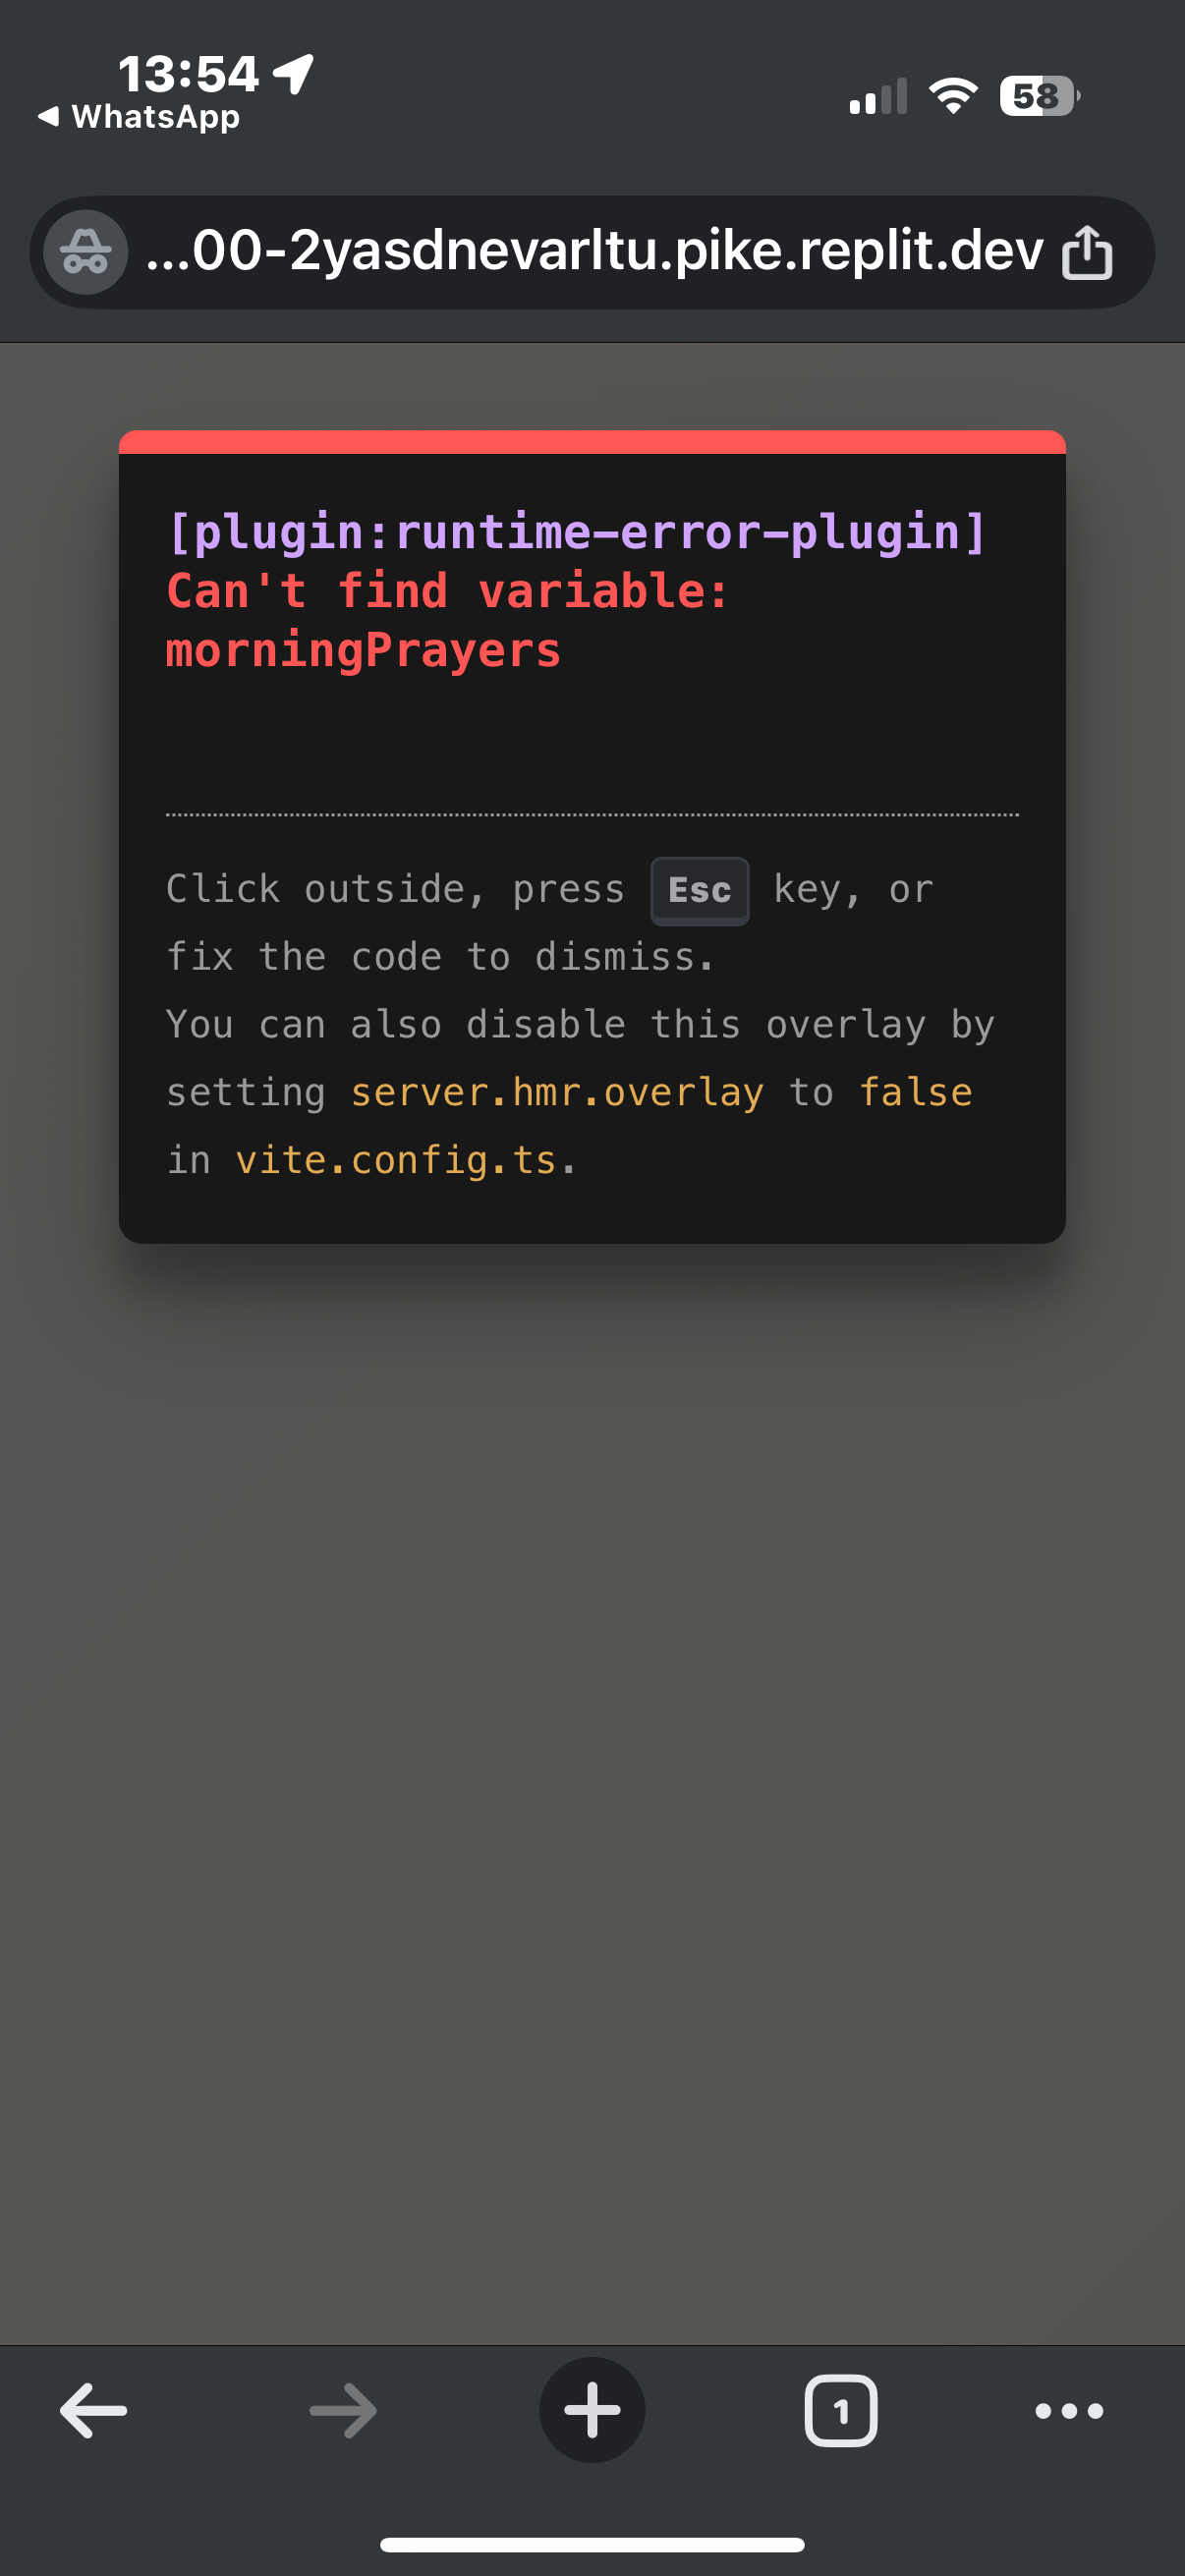 13:54
WhatsApp
58
...00-2yasdnevarltu.pike.replit.dev
[plugin:runtime-error-plugin]
Can't find variable:
morningPrayers
Click outside, press Esc key, or
fix the code to dismiss.
You can also disable this overlay by
setting server.hmr.overlay to false
in vite.config.ts.
1